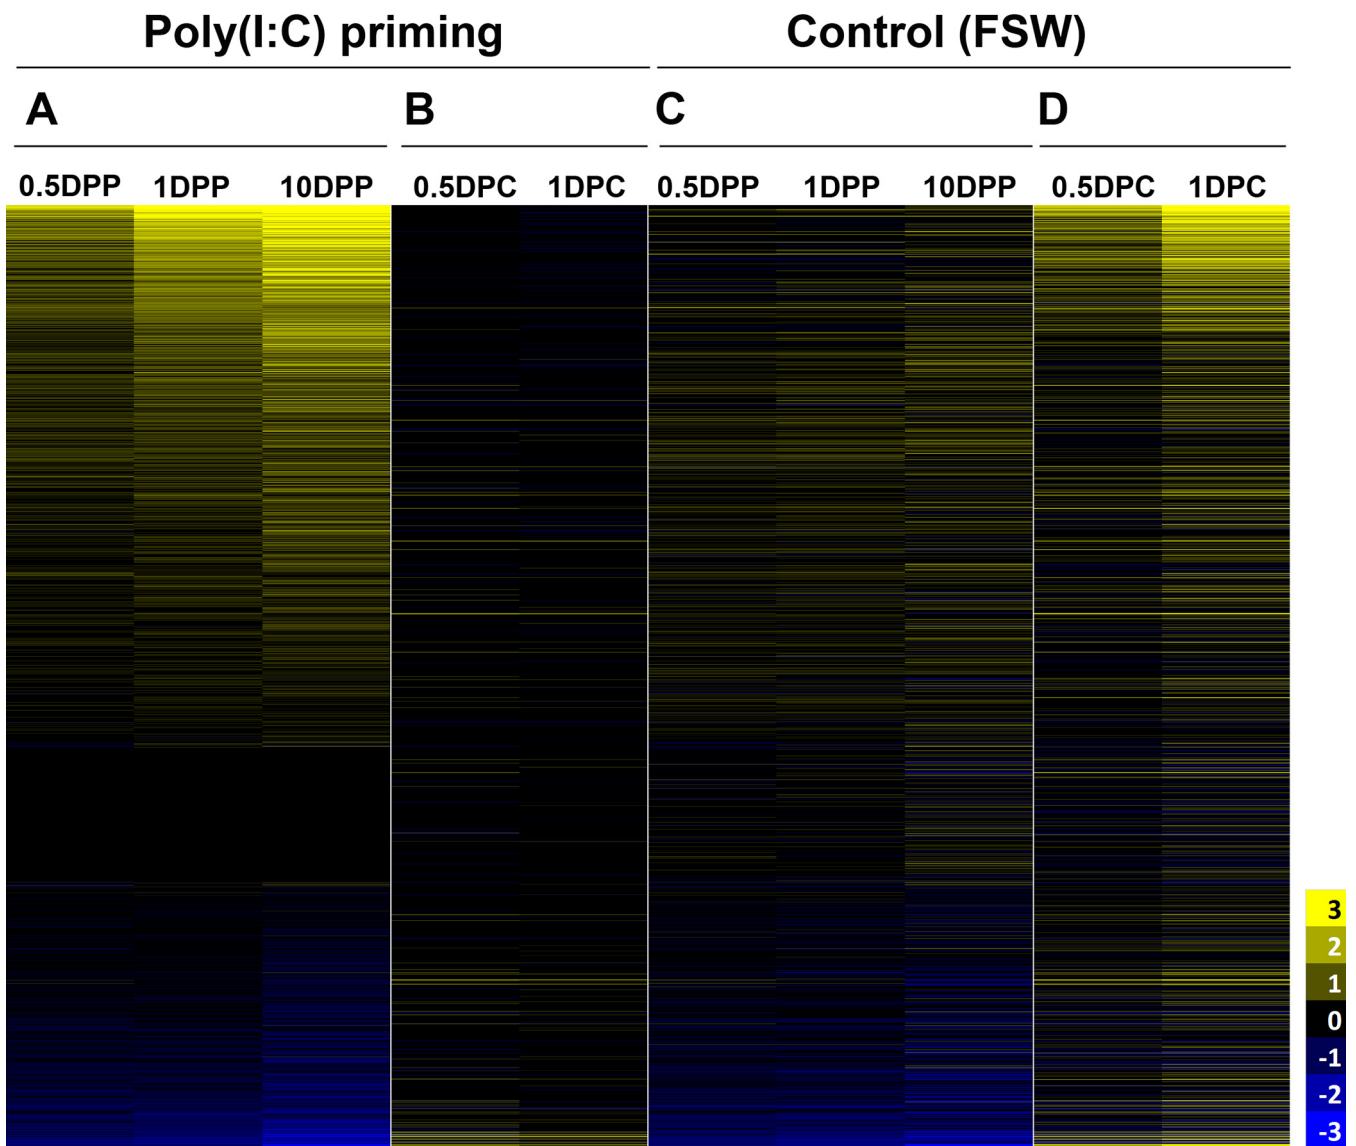 Poly(I:C) priming Control (FSW)
A B C D
0.5DPP 1DPP 10DPP 0.5DPC 1DPC 0.5DPP 1DPP 10DPP 0.5DPC 1DPC
3
2
1
0
-1
-2
-3